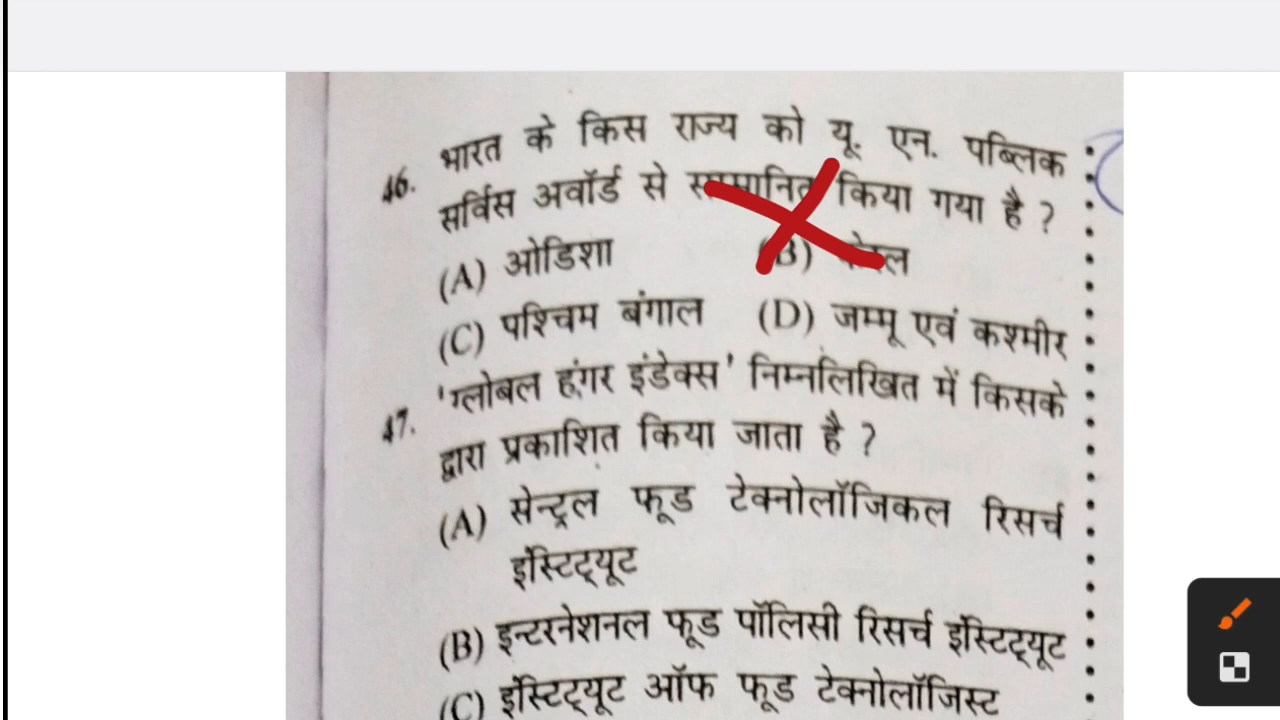 46. भारत के किस राज्य को यू. एन. पब्लिक
सर्विस अवॉर्ड से सम्मानित किया गया है ?
(A) ओडिशा (B)
(C) पश्चिम बंगाल (D) जम्मू एवं कश्मीर
47. 'ग्लोबल हंगर इंडेक्स' निम्नलिखित में किसके
द्वारा प्रकाशित किया जाता है ?
(A) सेन्ट्रल फूड टेक्नोलॉजिकल रिसर्च
इंस्टिट्यूट
(B) इन्टरनेशनल फूड पॉलिसी रिसर्च इंस्टिट्यूट
(C) इंस्टिट्यूट ऑफ फूड टेक्नोलॉजिस्ट